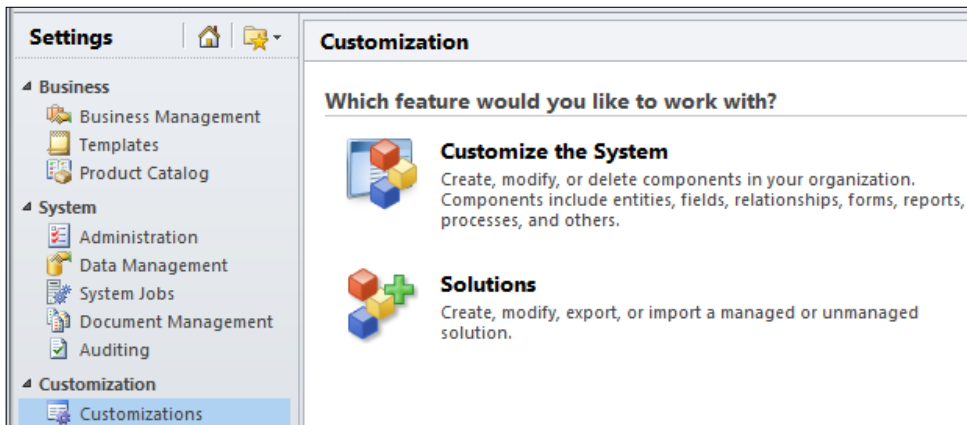 Settings
Business
Business Management
Templates
Product Catalog
System
Administration
Data Management
System Jobs
Document Management
Auditing
Customization
Customizations
Customization
Which feature would you like to work with?
Customize the System
Create, modify, or delete components in your organization.
Components include entities, fields, relationships, forms, reports,
processes, and others.
Solutions
Create, modify, export, or import a managed or unmanaged
solution.